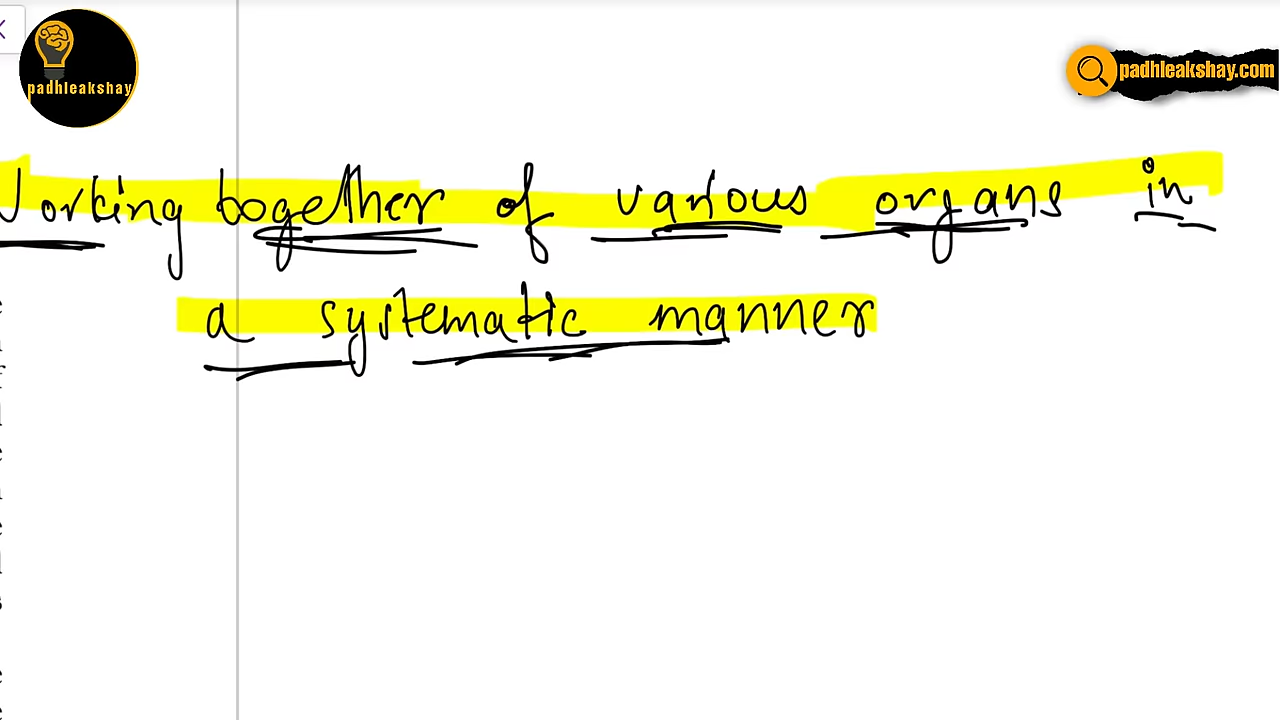 padhleakshay
padhleakshay.com
Working together of various organs in
a systematic manner